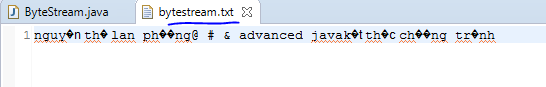 ByteStream.java bytestream.txt
1 nguy�n th� lan ph��ng@ # & advanced javak�t th�c ch��ng tr�nh